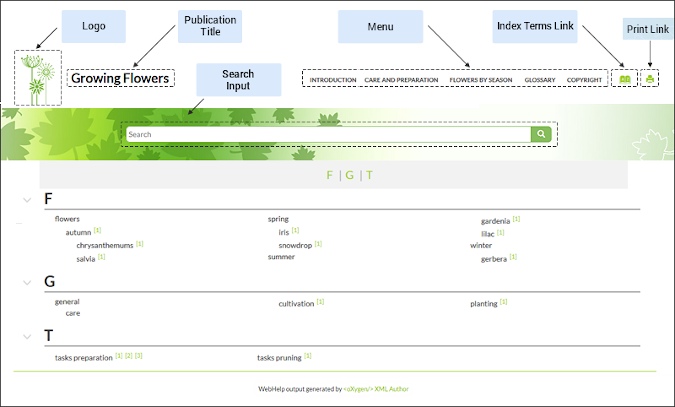 Logo
Publication
Title
Menu
Index Terms Link
Print Link
Growing Flowers
Search
Input
INTRODUCTION CARE AND PREPARATION FLOWERS BY SEASON GLOSSARY COPYRIGHT
Search
F | G | T
F
flowers spring gardenia [1]
autumn [1] iris [1] lilac [1]
chrysanthemums [1] snowdrop [1] winter
salvia [1] summer gerbera [1]
G
general cultivation [1] planting [1]
care
T
tasks preparation [1] [2] [3] tasks pruning [1]
WebHelp output generated by <oXygen/> XML Author